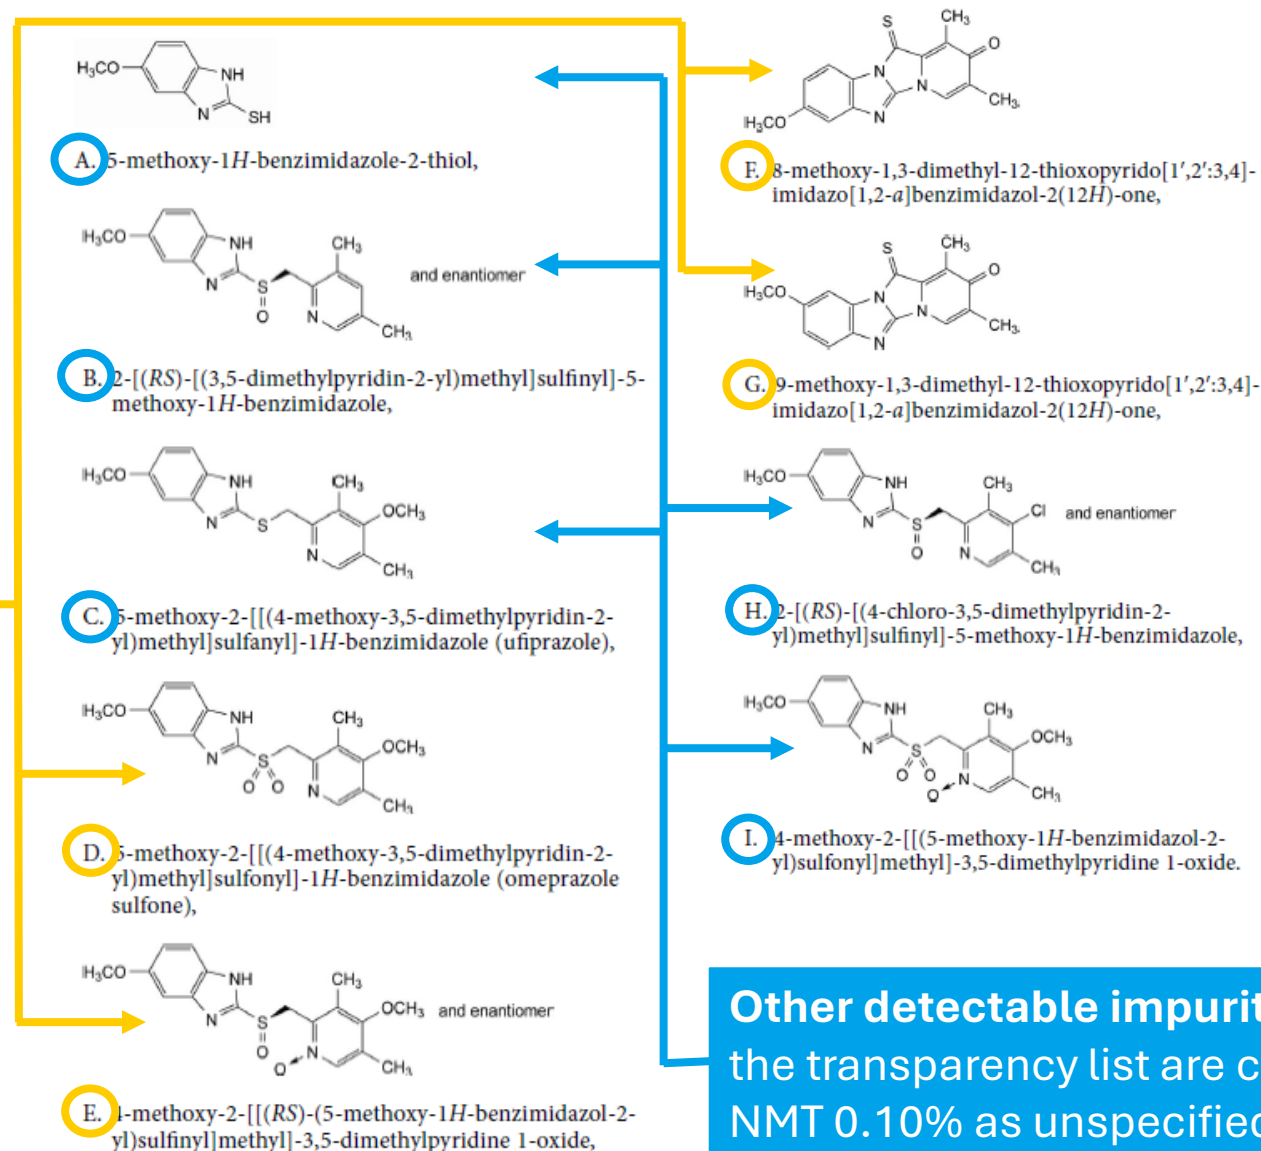 H₃CO
NH
N
SH
A. 5-methoxy-1H-benzimidazole-2-thiol,
H₃CO
NH
N
S
O
CH₃
N
CH₃
and enantiomer
B. 2-[(RS)-[(3,5-dimethylpyridin-2-yl)methyl]sulfinyl]-5-
methoxy-1H-benzimidazole,
H₃CO
NH
N
S
CH₃
OCH₃
N
CH₃
C. 5-methoxy-2-[[(4-methoxy-3,5-dimethylpyridin-2-
yl)methyl]sulfanyl]-1H-benzimidazole (ufiprazole),
H₃CO
NH
N
S
O O
CH₃
OCH₃
N
CH₃
D. 5-methoxy-2-[[(4-methoxy-3,5-dimethylpyridin-2-
yl)methyl]sulfonyl]-1H-benzimidazole (omeprazole
sulfone),
H₃CO
NH
N
S
O
CH₃
OCH₃ and enantiomer
N
O
CH₃
E. 4-methoxy-2-[[(RS)-(5-methoxy-1H-benzimidazol-2-
yl)sulfinyl]methyl]-3,5-dimethylpyridine 1-oxide,
S
CH₃
O
N
N
CH₃
H₃CO
N
F. 8-methoxy-1,3-dimethyl-12-thioxopyrido[1′,2′:3,4]-
imidazo[1,2-a]benzimidazol-2(12H)-one,
S
CH₃
O
H₃CO
N
N
CH₃
N
G. 9-methoxy-1,3-dimethyl-12-thioxopyrido[1′,2′:3,4]-
imidazo[1,2-a]benzimidazol-2(12H)-one,
H₃CO
NH
N
S
O
CH₃
Cl and enantiomer
N
CH₃
H. 2-[(RS)-[(4-chloro-3,5-dimethylpyridin-2-
yl)methyl]sulfinyl]-5-methoxy-1H-benzimidazole,
H₃CO
NH
N
S
O O
CH₃
OCH₃
N
O
CH₃
I. 4-methoxy-2-[[(5-methoxy-1H-benzimidazol-2-
yl)sulfonyl]methyl]-3,5-dimethylpyridine 1-oxide.
Other detectable impurit
the transparency list are c
NMT 0.10% as unspecified